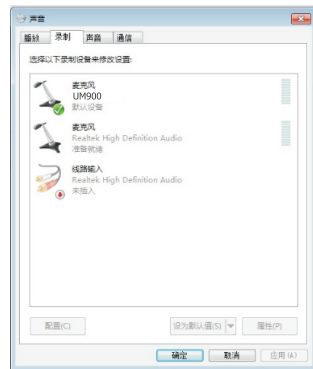 声音
播放 录制 声音 通信
选择以下录制设备来修改设置:
麦克风
UM900
默认设备
麦克风
Realtek High Definition Audio
准备就绪
线路输入
Realtek High Definition Audio
未插入
配置(C) 设为默认值(S) 属性(P)
确定 取消 应用(A)